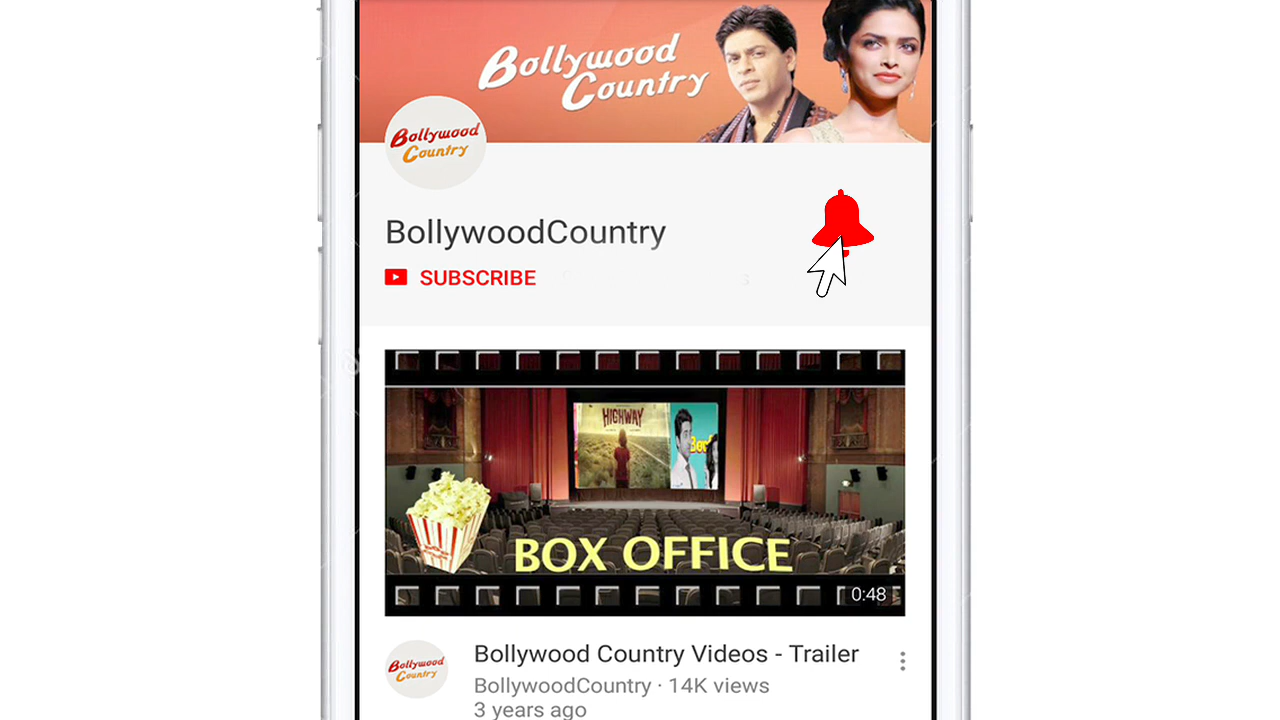 Bollywood
Country
Bollywood
Country
BollywoodCountry
SUBSCRIBE
HIGHWAY
BOX OFFICE
0:48
Bollywood
Country
Bollywood Country Videos - Trailer
BollywoodCountry · 14K views
3 years ago